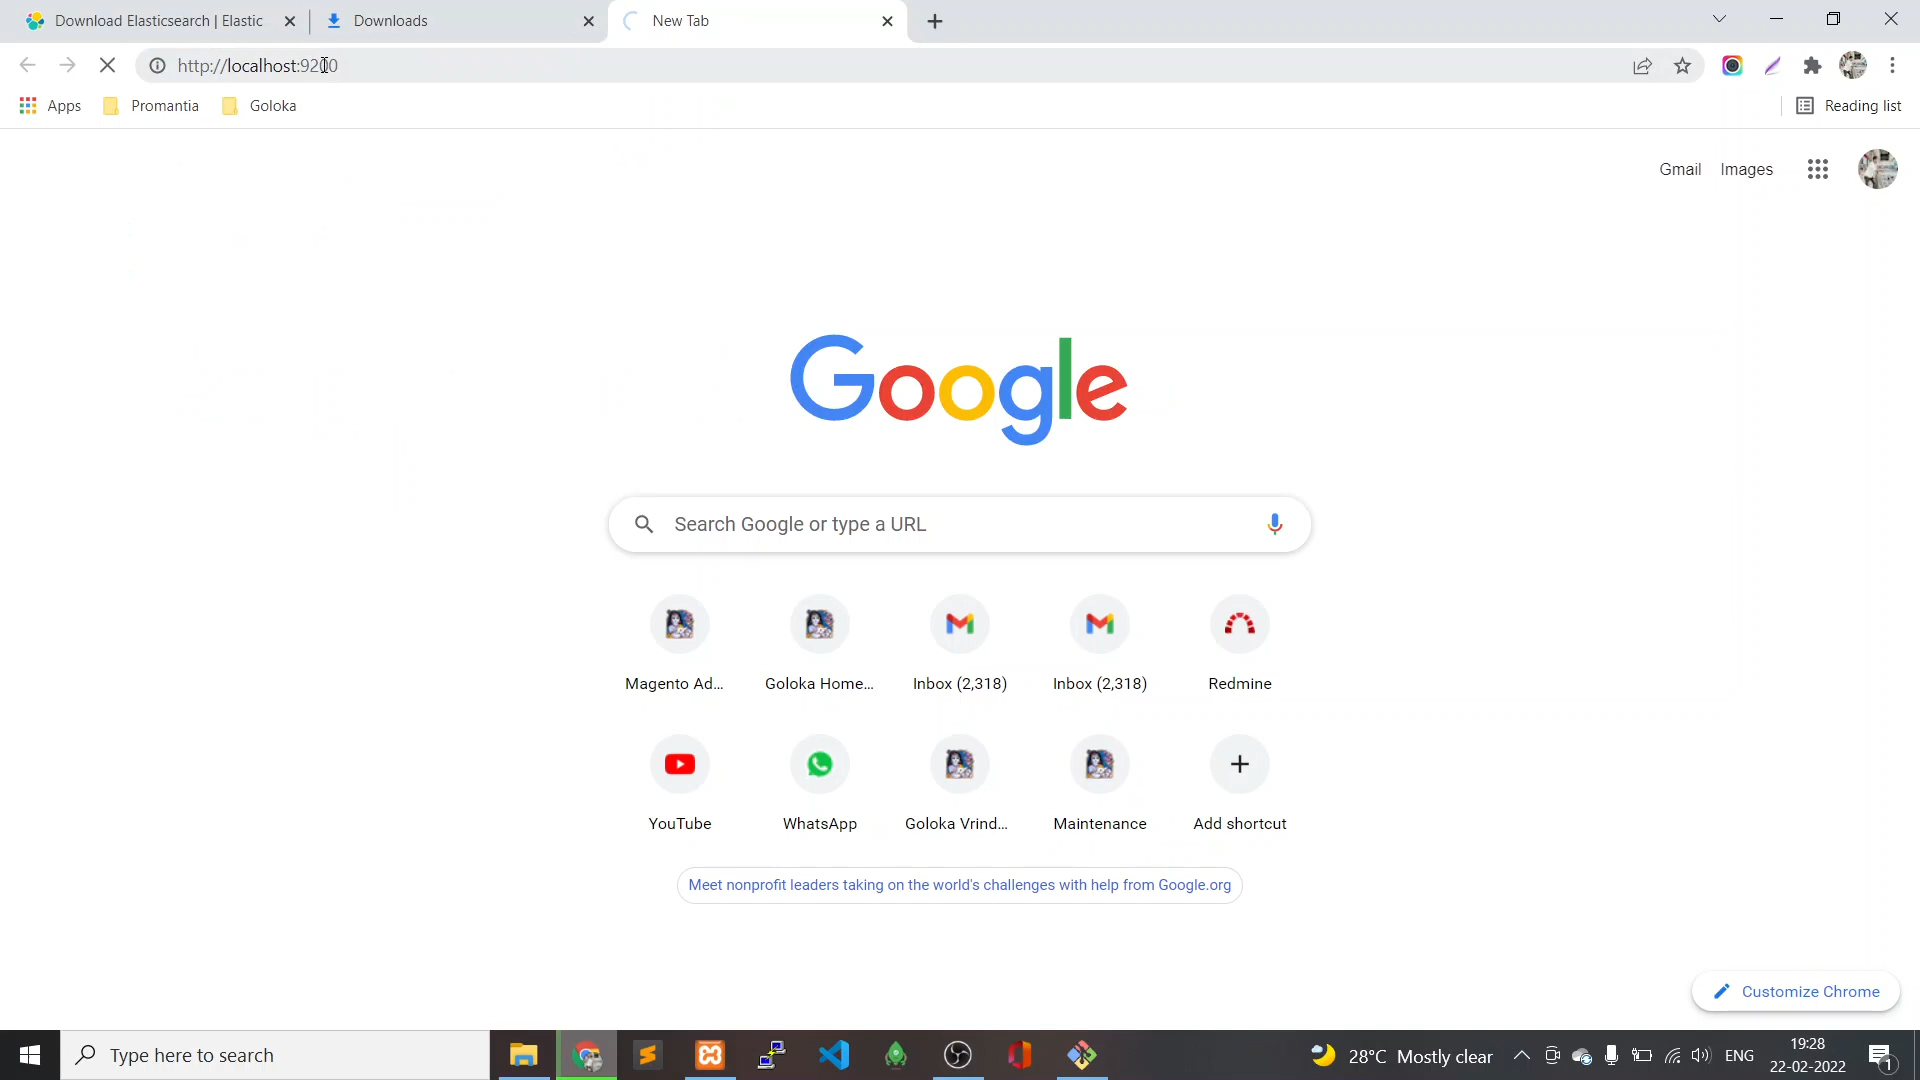 Download Elasticsearch | Elastic
Downloads
New Tab
http://localhost:9200
Apps
Promantia
Goloka
Reading list
Gmail
Images
Google
Search Google or type a URL
Magento Ad...
Goloka Home...
Inbox (2,318)
Inbox (2,318)
Redmine
YouTube
WhatsApp
Goloka Vrind...
Maintenance
Add shortcut
Meet nonprofit leaders taking on the world's challenges with help from Google.org
Customize Chrome
Type here to search
28°C Mostly clear
ENG
19:28
22-02-2022
1